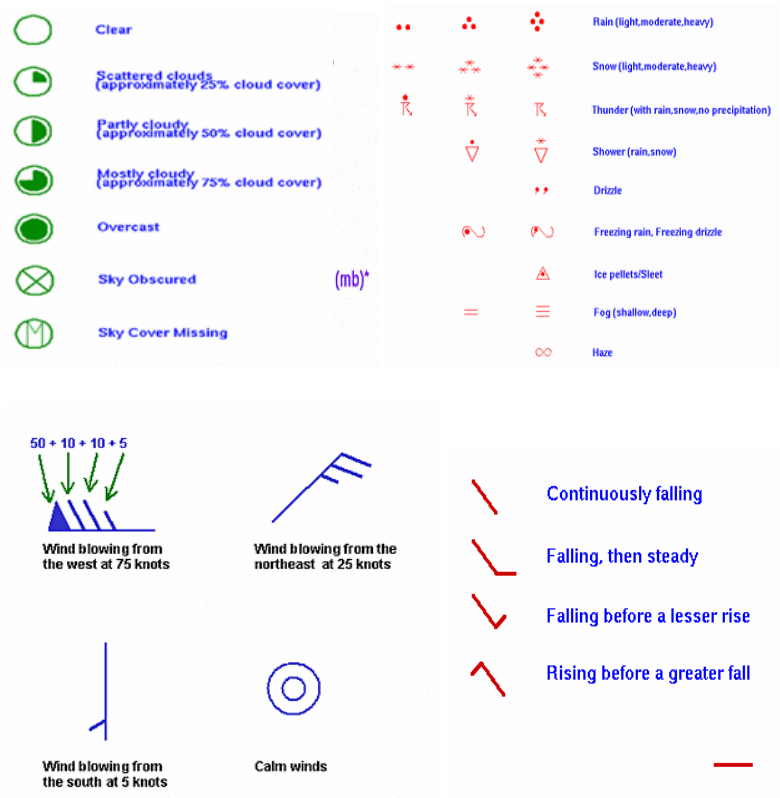 Clear
Scattered clouds
(approximately 25% cloud cover)
Partly cloudy
(approximately 50% cloud cover)
Mostly cloudy
(approximately 75% cloud cover)
Overcast
Sky Obscured
Sky Cover Missing
(mb)*
Rain (light,moderate,heavy)
Snow (light,moderate,heavy)
Thunder (with rain,snow,no precipitation)
Shower (rain,snow)
Drizzle
Freezing rain, Freezing drizzle
Ice pellets/Sleet
Fog (shallow,deep)
Haze
50 + 10 + 10 + 5
Wind blowing from
the west at 75 knots
Wind blowing from the
northeast at 25 knots
Wind blowing from
the south at 5 knots
Calm winds
Continuously falling
Falling, then steady
Falling before a lesser rise
Rising before a greater fall